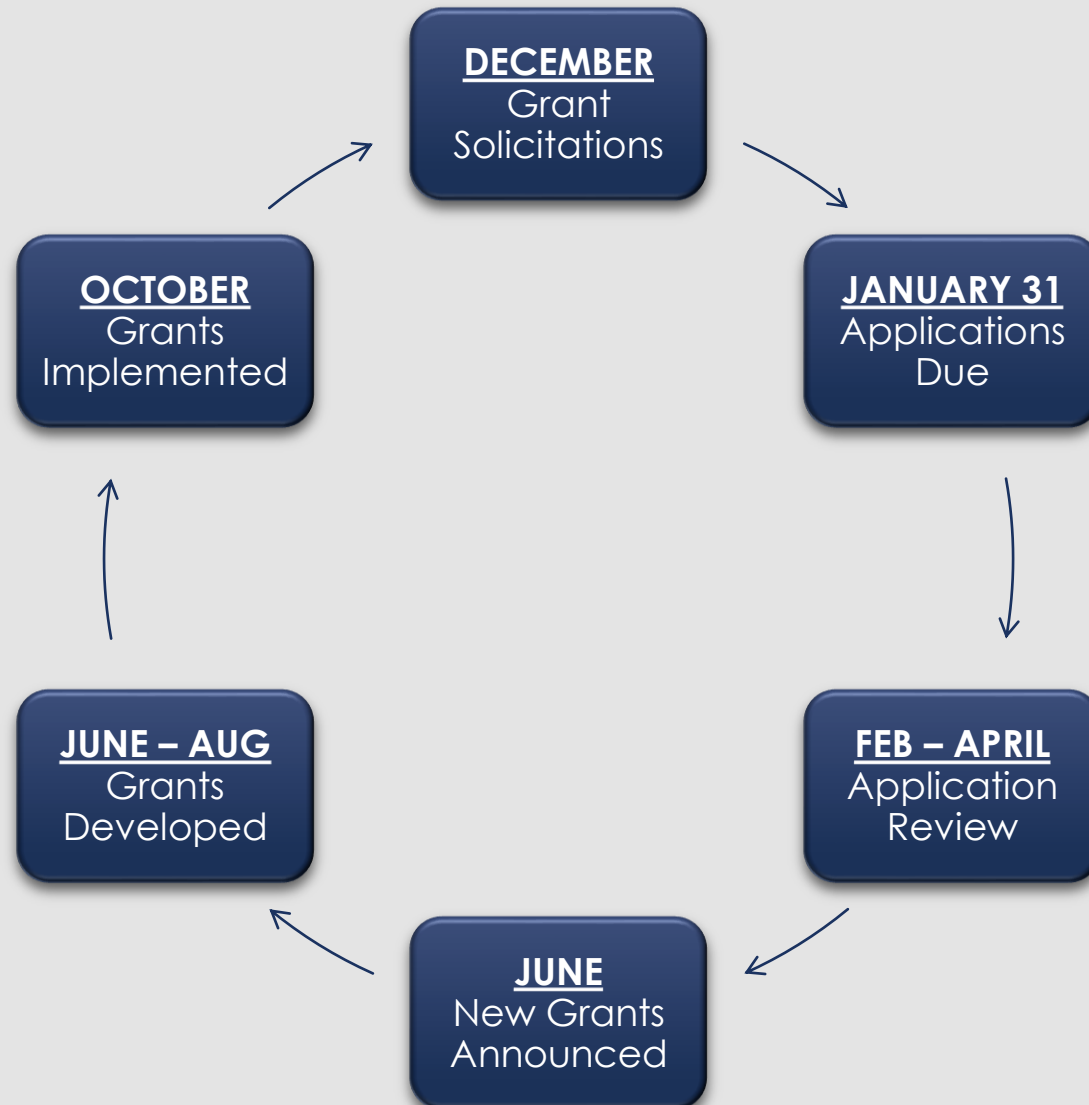 DECEMBER
Grant
Solicitations
JANUARY 31
Applications
Due
FEB – APRIL
Application
Review
JUNE
New Grants
Announced
JUNE – AUG
Grants
Developed
OCTOBER
Grants
Implemented